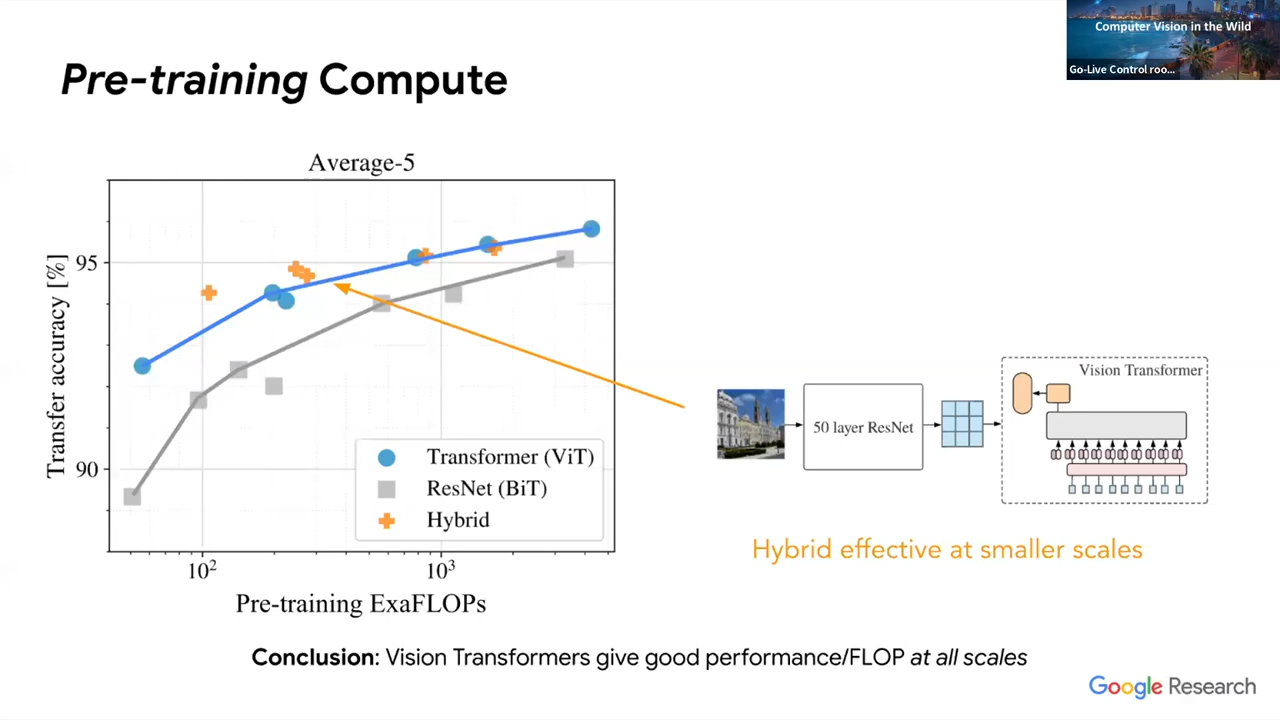 Computer Vision in the Wild
Go-Live Control roo...
Pre-training Compute
Average-5
Transfer accuracy [%]
95
90
Transformer (ViT)
ResNet (BiT)
Hybrid
10²
10³
Pre-training ExaFLOPs
50 layer ResNet
Vision Transformer
Hybrid effective at smaller scales
Conclusion: Vision Transformers give good performance/FLOP at all scales
Google Research